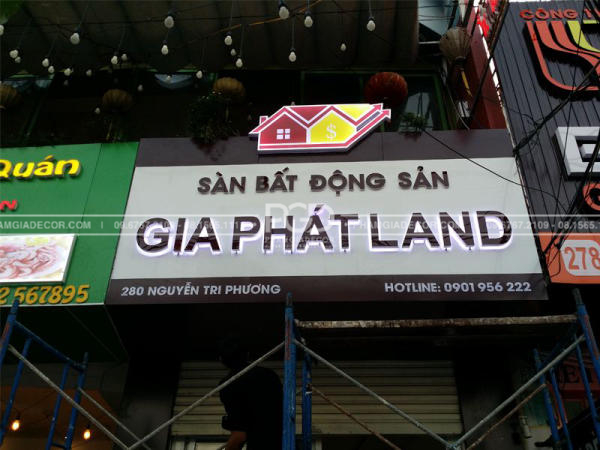 CÔNG T
Quán
SÀN BẤT ĐỘNG SẢN
GIA PHÁT LAND
280 NGUYỄN TRI PHƯƠNG
HOTLINE: 0901 956 222
2 567895
278
$